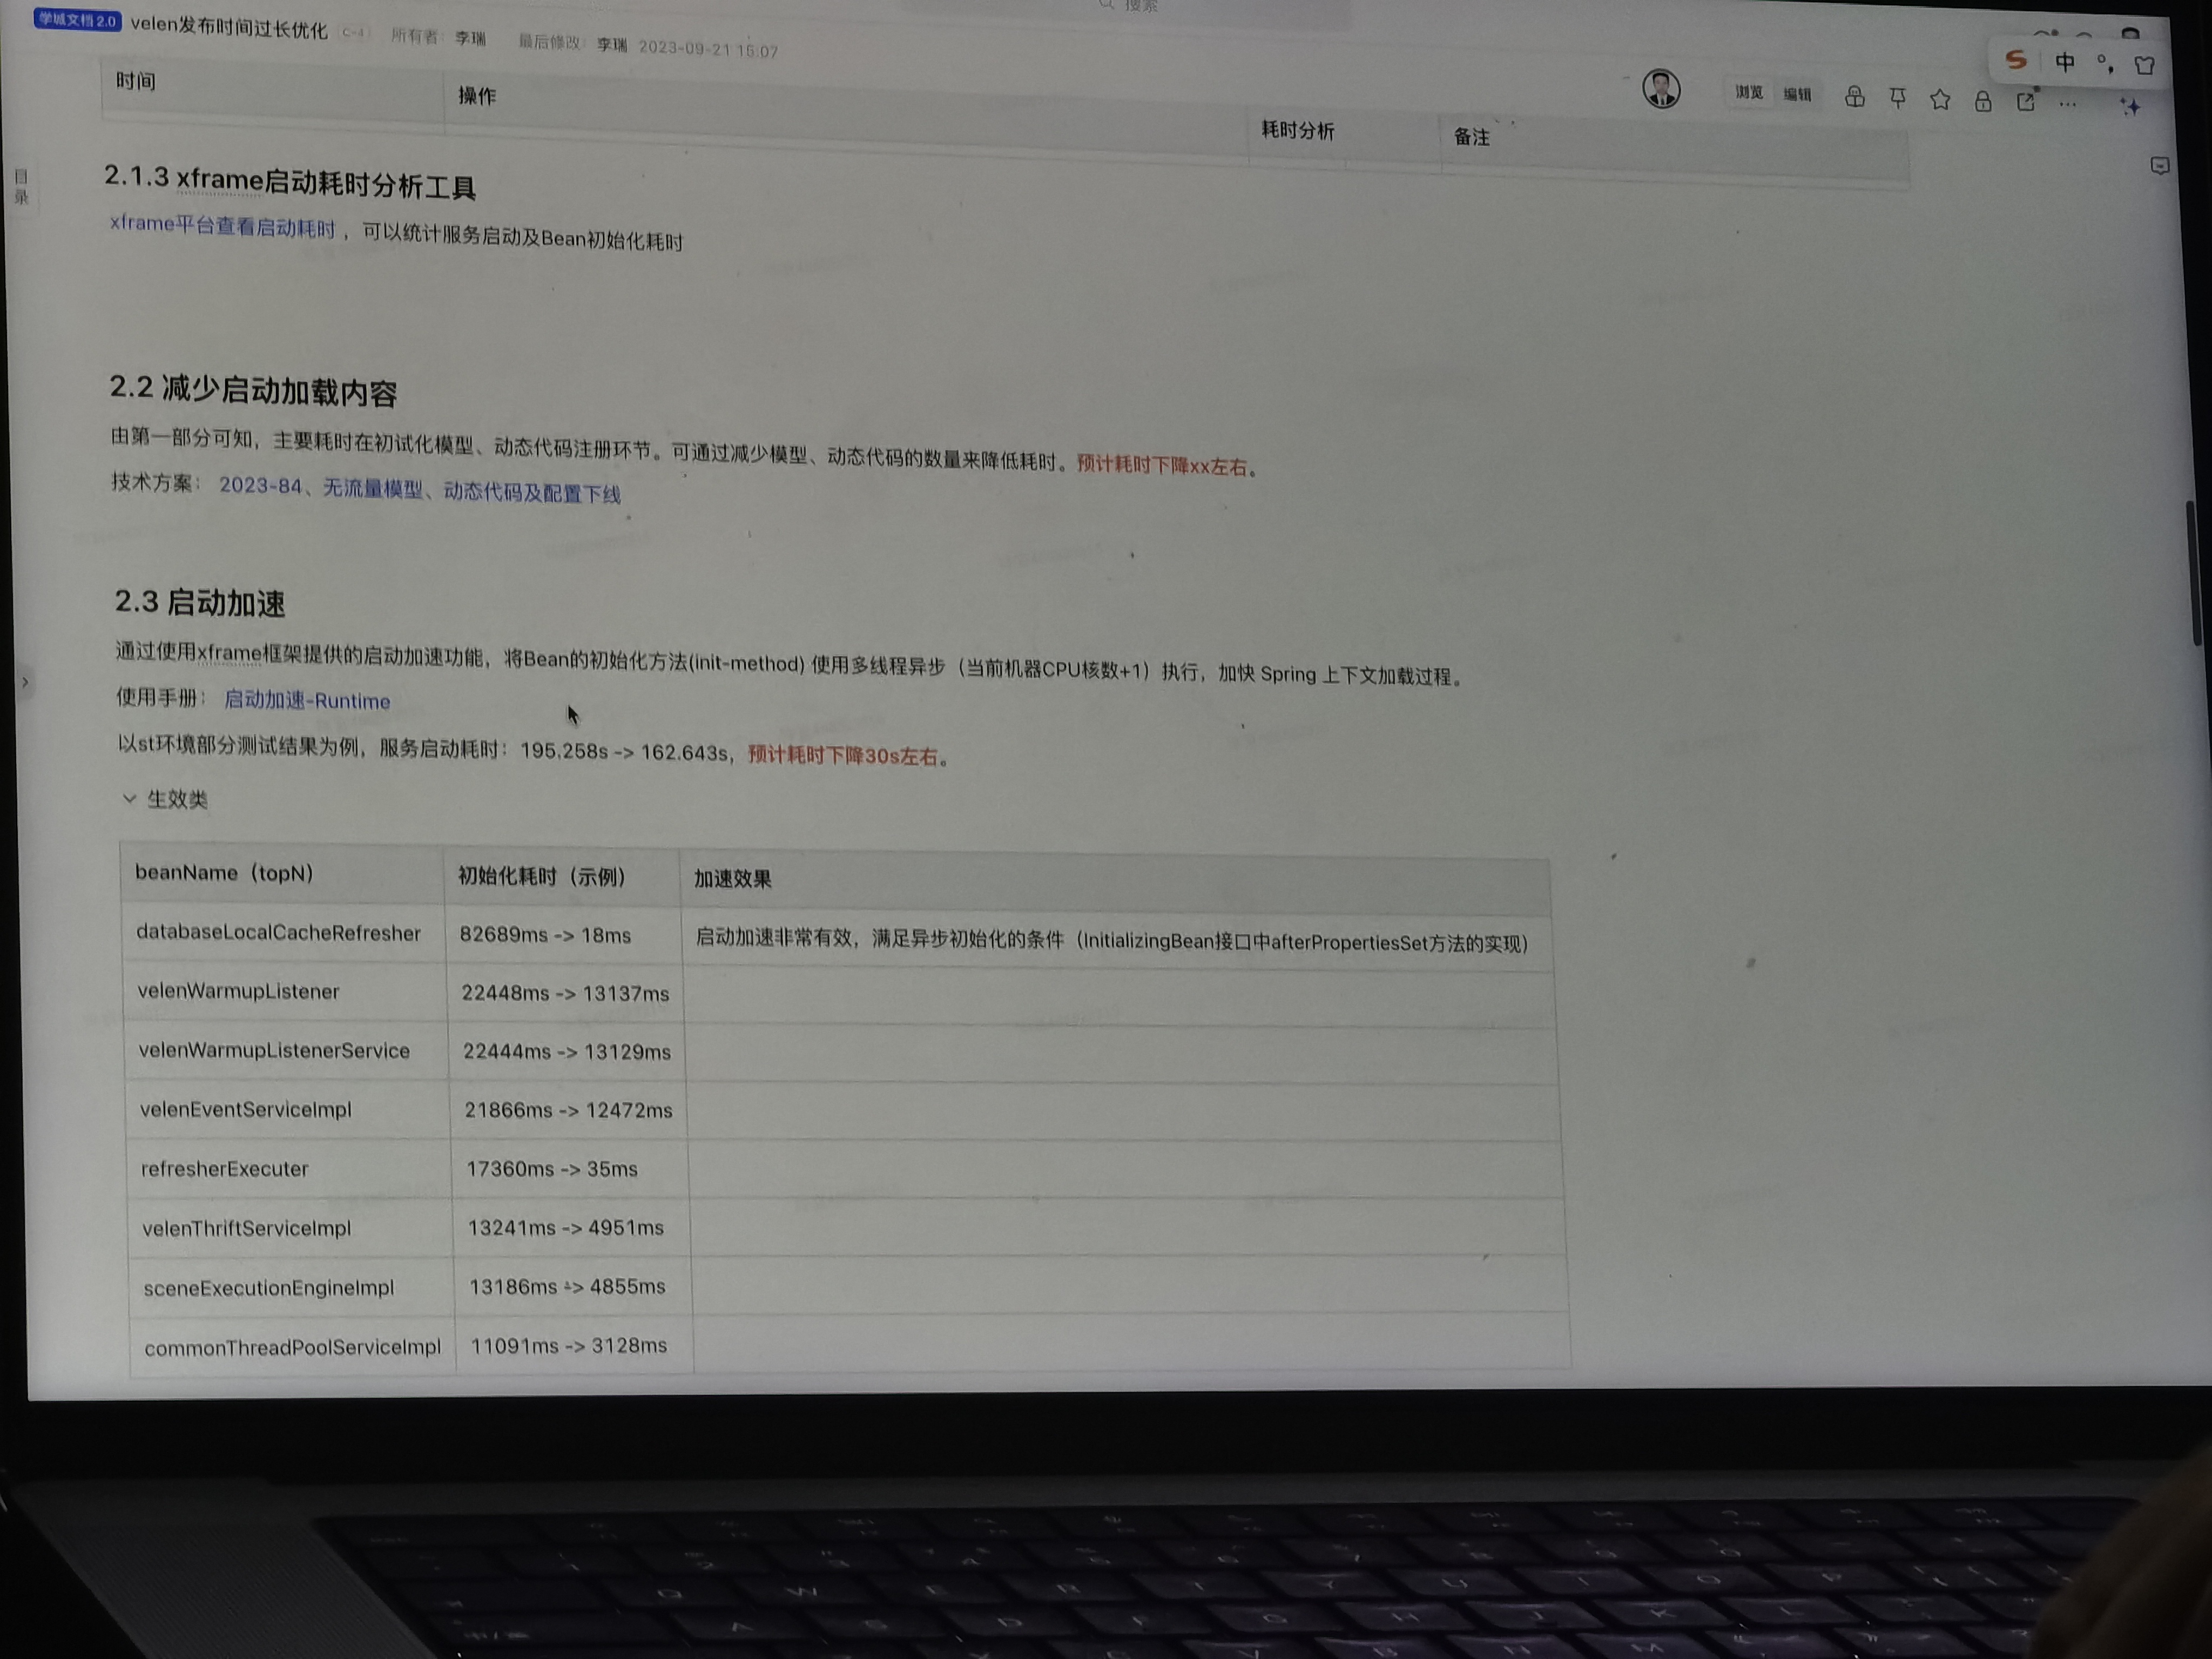 搜索
学城文档 2.0 velen发布时间过长优化 C-4 所有者: 李瑞 最后修改: 李瑞 2023-09-21 15:07
中
浏览 编辑
时间 操作 耗时分析 备注
目录
2.1.3 xframe启动耗时分析工具
xframe平台查看启动耗时，可以统计服务启动及Bean初始化耗时
2.2 减少启动加载内容
由第一部分可知，主要耗时在初试化模型、动态代码注册环节。可通过减少模型、动态代码的数量来降低耗时。预计耗时下降xx左右。
技术方案： 2023-84、无流量模型、动态代码及配置下线
2.3 启动加速
通过使用xframe框架提供的启动加速功能，将Bean的初始化方法(init-method) 使用多线程异步（当前机器CPU核数+1）执行，加快 Spring 上下文加载过程。
使用手册： 启动加速-Runtime
以st环境部分测试结果为例，服务启动耗时：195.258s -> 162.643s，预计耗时下降30s左右。
生效类
beanName（topN） 初始化耗时（示例） 加速效果
databaseLocalCacheRefresher 82689ms -> 18ms 启动加速非常有效，满足异步初始化的条件（InitializingBean接口中afterPropertiesSet方法的实现）
velenWarmupListener 22448ms -> 13137ms
velenWarmupListenerService 22444ms -> 13129ms
velenEventServiceImpl 21866ms -> 12472ms
refresherExecuter 17360ms -> 35ms
velenThriftServiceImpl 13241ms -> 4951ms
sceneExecutionEngineImpl 13186ms -> 4855ms
commonThreadPoolServiceImpl 11091ms -> 3128ms
Q W E R T Y U I O P
A S D F G H J K L